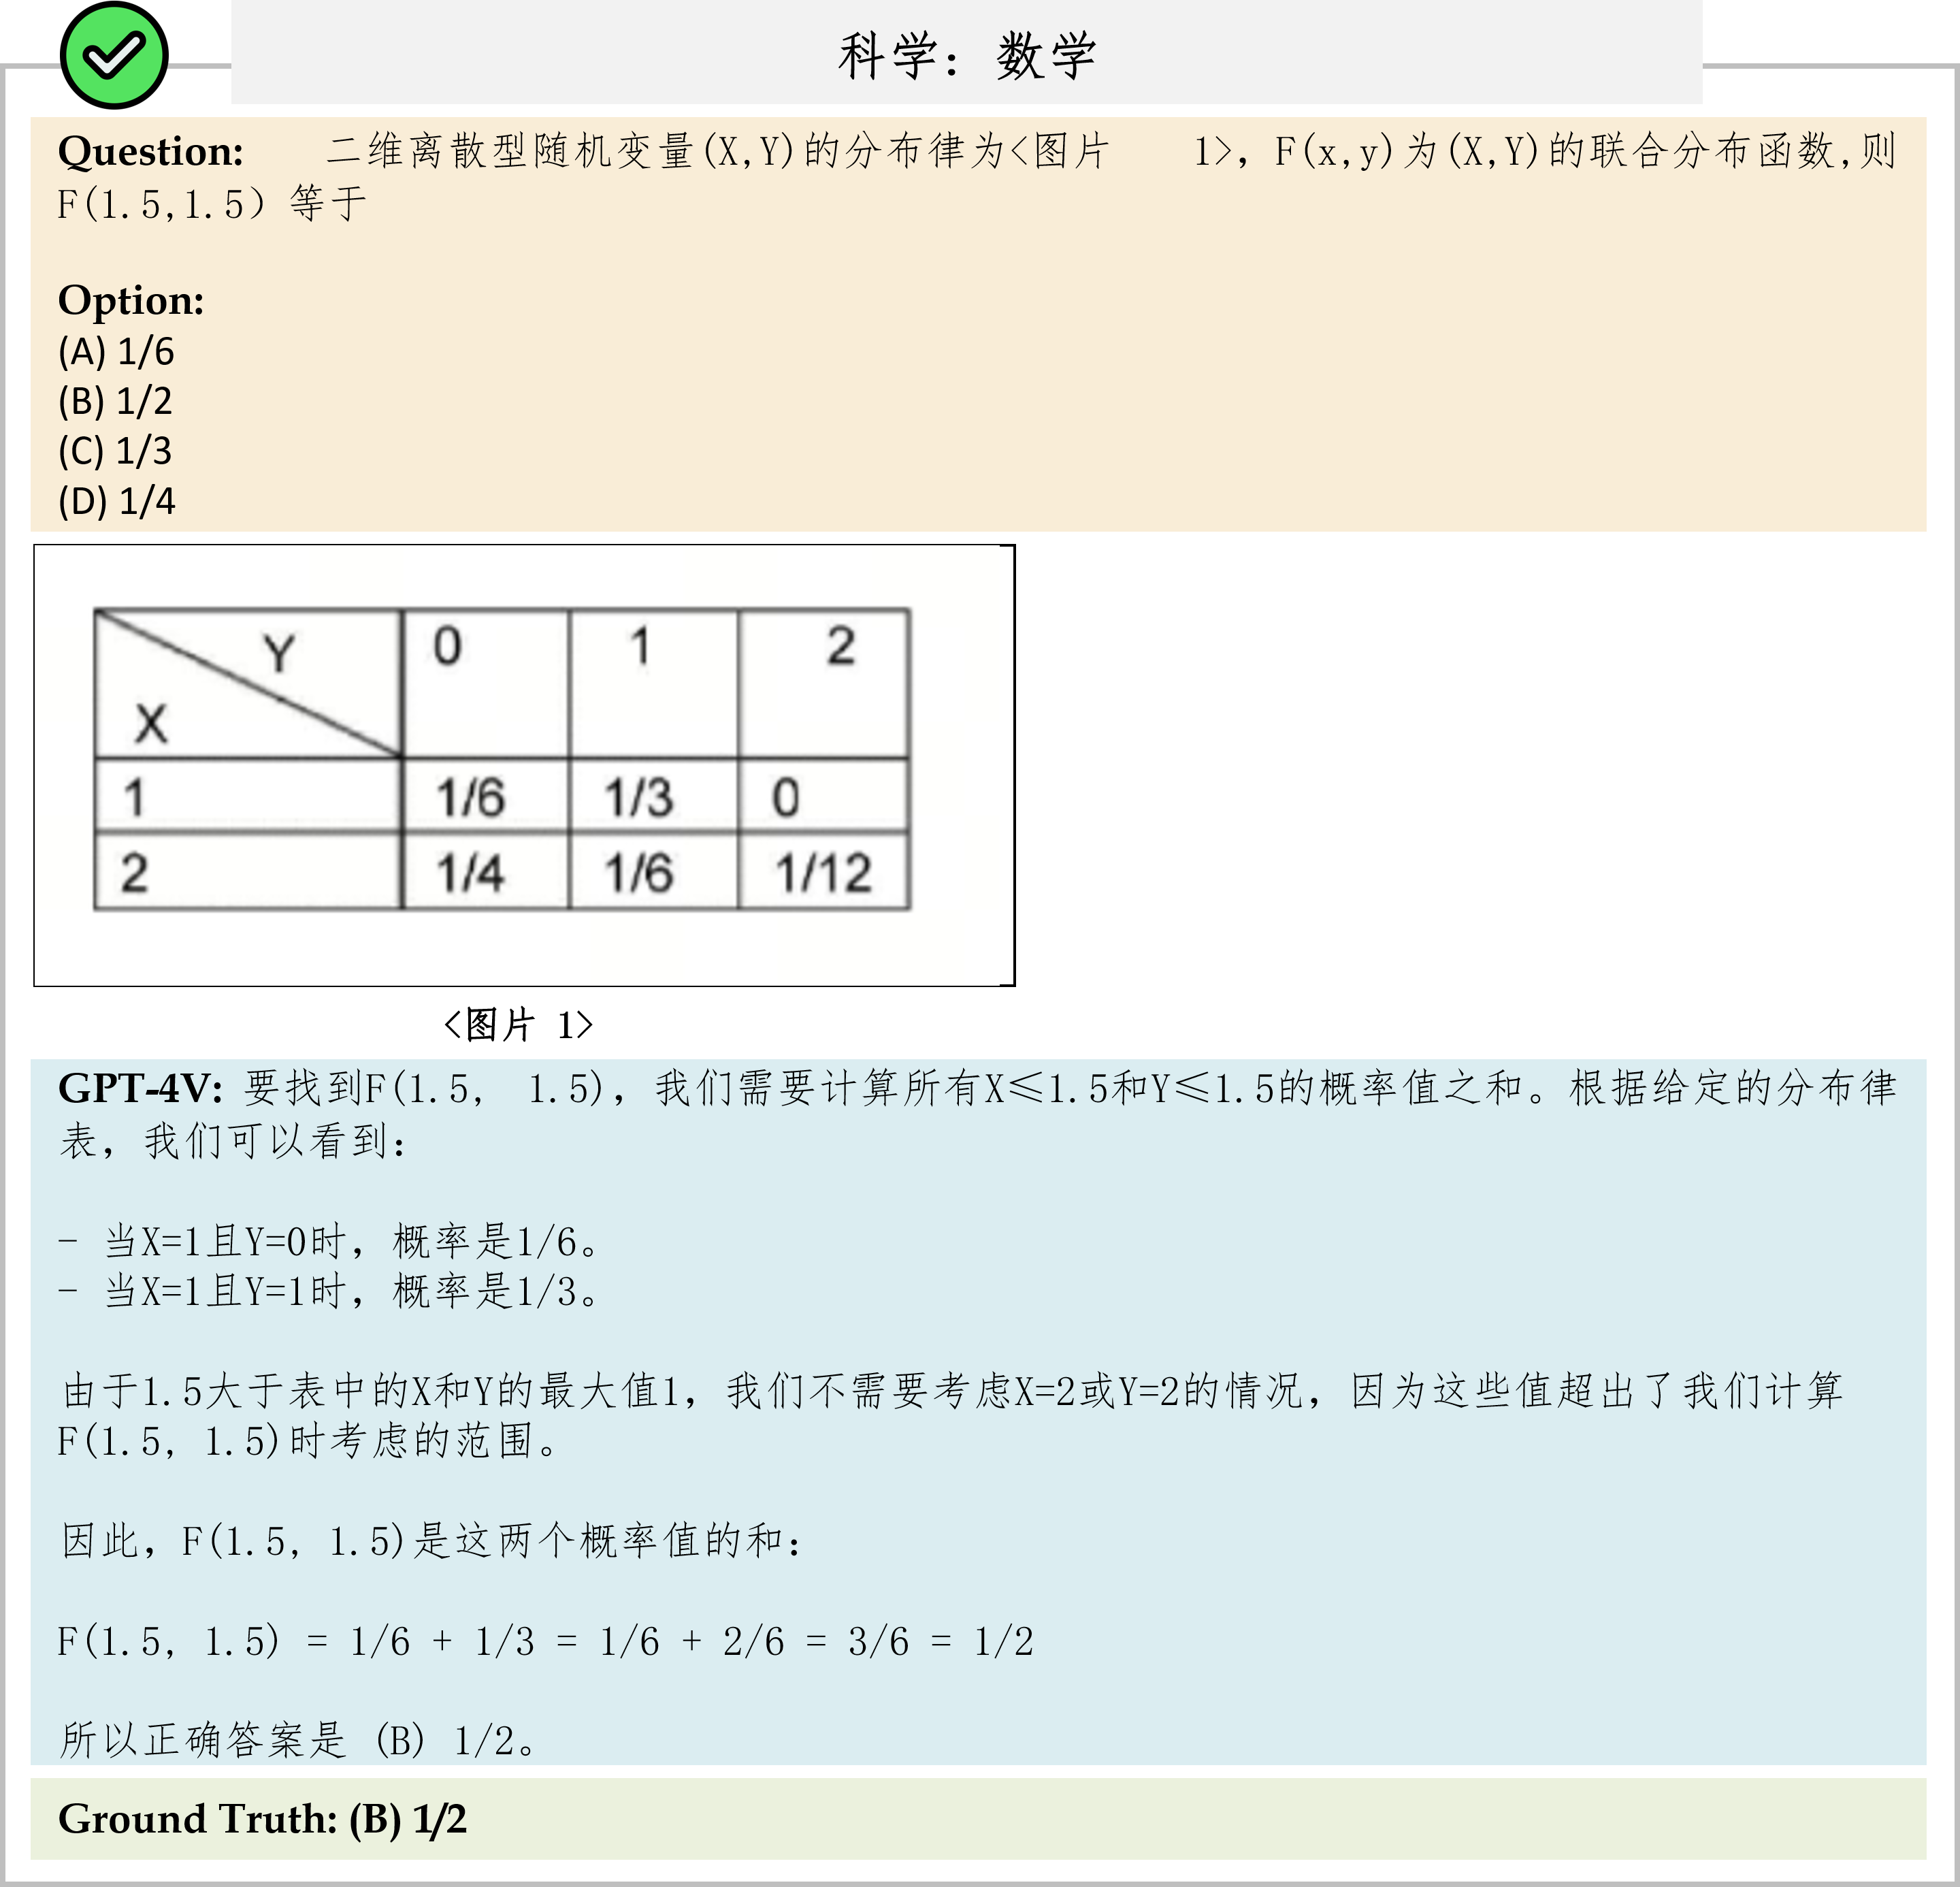 科学：数学
Question: 二维离散型随机变量(X,Y)的分布律为<图片 1>，F(x,y)为(X,Y)的联合分布函数,则
F(1.5,1.5）等于
Option:
(A) 1/6
(B) 1/2
(C) 1/3
(D) 1/4
Y 0 1 2
X
1 1/6 1/3 0
2 1/4 1/6 1/12
<图片 1>
GPT-4V: 要找到F(1.5, 1.5)，我们需要计算所有X≤1.5和Y≤1.5的概率值之和。根据给定的分布律
表，我们可以看到：
- 当X=1且Y=0时，概率是1/6。
- 当X=1且Y=1时，概率是1/3。
由于1.5大于表中的X和Y的最大值1，我们不需要考虑X=2或Y=2的情况，因为这些值超出了我们计算
F(1.5, 1.5)时考虑的范围。
因此，F(1.5, 1.5)是这两个概率值的和：
F(1.5, 1.5) = 1/6 + 1/3 = 1/6 + 2/6 = 3/6 = 1/2
所以正确答案是 (B) 1/2。
Ground Truth: (B) 1/2